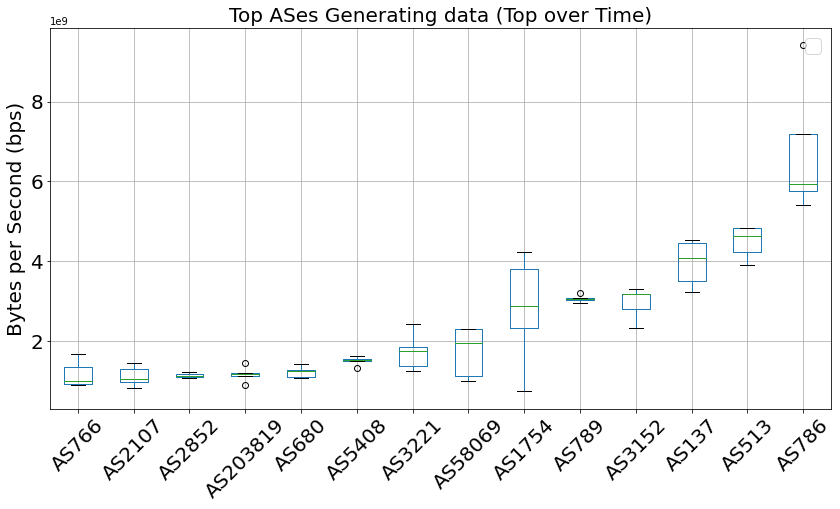 Top ASes Generating data (Top over Time)
1e9
8
6
4
2
Bytes per Second (bps)
AS766
AS2107
AS2852
AS203819
AS680
AS5408
AS3221
AS58069
AS1754
AS789
AS3152
AS137
AS513
AS786